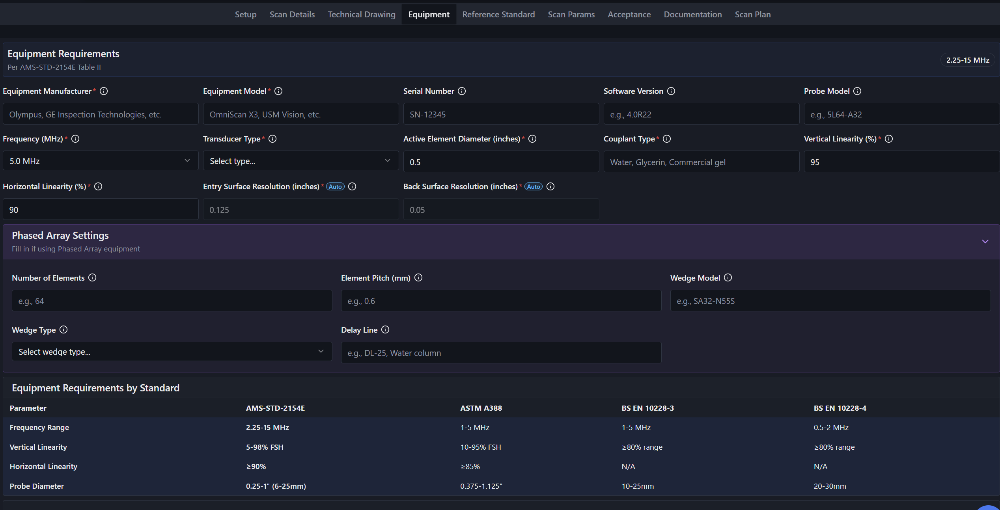 Setup Scan Details Technical Drawing Equipment Reference Standard Scan Params Acceptance Documentation Scan Plan
Equipment Requirements
Per AMS-STD-2154E Table II
2.25-15 MHz
Equipment Manufacturer* Equipment Model* Serial Number Software Version Probe Model
Olympus, GE Inspection Technologies, etc. OmniScan X3, USM Vision, etc. SN-12345 e.g., 4.0R22 e.g., 5L64-A32
Frequency (MHz)* Transducer Type* Active Element Diameter (inches)* Couplant Type* Vertical Linearity (%)*
5.0 MHz Select type... 0.5 Water, Glycerin, Commercial gel 95
Horizontal Linearity (%)* Entry Surface Resolution (inches)* Auto Back Surface Resolution (inches)* Auto
90 0.125 0.05
Phased Array Settings
Fill in if using Phased Array equipment
Number of Elements Element Pitch (mm) Wedge Model
e.g., 64 e.g., 0.6 e.g., SA32-N55S
Wedge Type Delay Line
Select wedge type... e.g., DL-25, Water column
Equipment Requirements by Standard
Parameter AMS-STD-2154E ASTM A388 BS EN 10228-3 BS EN 10228-4
Frequency Range 2.25-15 MHz 1-5 MHz 1-5 MHz 0.5-2 MHz
Vertical Linearity 5-98% FSH 10-95% FSH ≥80% range ≥80% range
Horizontal Linearity ≥90% ≥85% N/A N/A
Probe Diameter 0.25-1" (6-25mm) 0.375-1.125" 10-25mm 20-30mm